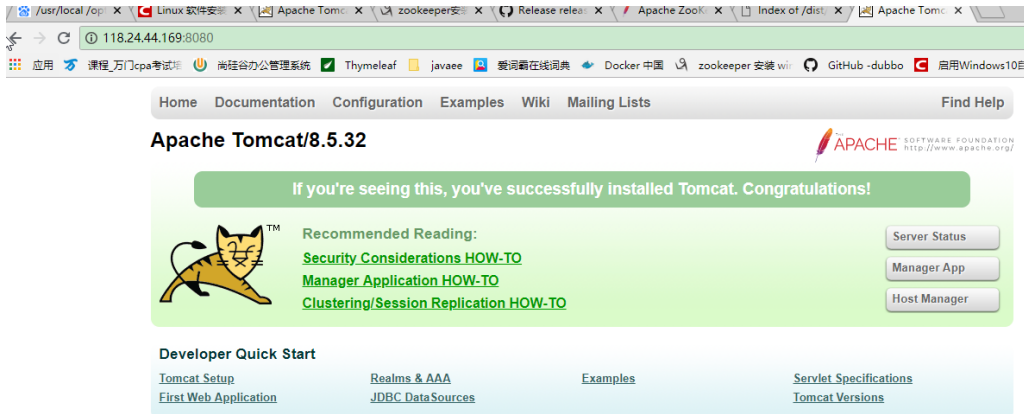 /usr/local /op
Linux 软件安装
Apache Tomca
zookeeper安
Release relea
Apache ZooK
Index of /dist/
Apache Tomc
118.24.44.169:8080
应用
课程_万门cpa考试培
尚硅谷办公管理系统
Thymeleaf
javaee
爱词霸在线词典
Docker 中国
zookeeper 安装 win
GitHub -dubbo
启用Windows10自
Home Documentation Configuration Examples Wiki Mailing Lists Find Help
Apache Tomcat/8.5.32
THE APACHE SOFTWARE FOUNDATION
http://www.apache.org/
If you're seeing this, you've successfully installed Tomcat. Congratulations!
TM
Recommended Reading:
Security Considerations HOW-TO
Manager Application HOW-TO
Clustering/Session Replication HOW-TO
Server Status
Manager App
Host Manager
Developer Quick Start
Tomcat Setup
First Web Application
Realms & AAA
JDBC DataSources
Examples
Servlet Specifications
Tomcat Versions